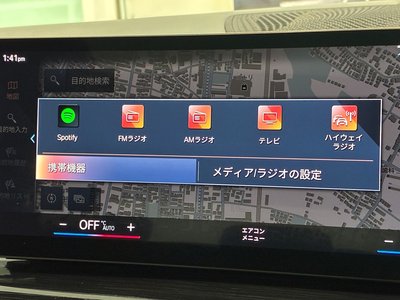 1:41pm
目的地検索
地図
目的地入力
Spotify
FMラジオ
AMラジオ
テレビ
ハイウェイ
ラジオ
携帯機器
メディア/ラジオの設定
− OFF °C AUTO +
エアコン
メニュー
−